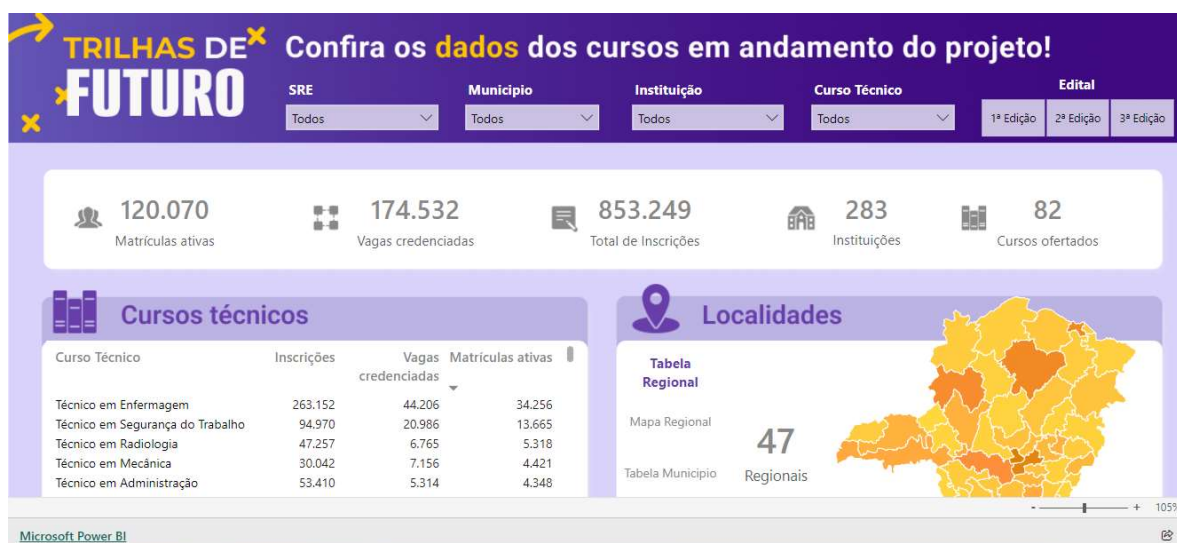 TRILHAS DE
FUTURO
Confira os dados dos cursos em andamento do projeto!
SRE
Todos
Municipio
Todos
Instituição
Todos
Curso Técnico
Todos
Edital
1ª Edição 2ª Edição 3ª Edição
120.070
Matrículas ativas
174.532
Vagas credenciadas
853.249
Total de Inscrições
283
Instituições
82
Cursos ofertados
Cursos técnicos
Curso Técnico Inscrições Vagas credenciadas Matrículas ativas
Técnico em Enfermagem 263.152 44.206 34.256
Técnico em Segurança do Trabalho 94.970 20.986 13.665
Técnico em Radiologia 47.257 6.765 5.318
Técnico em Mecânica 30.042 7.156 4.421
Técnico em Administração 53.410 5.314 4.348
Localidades
Tabela
Regional
Mapa Regional
Tabela Municipio
47
Regionais
- + 105%
Microsoft Power BI